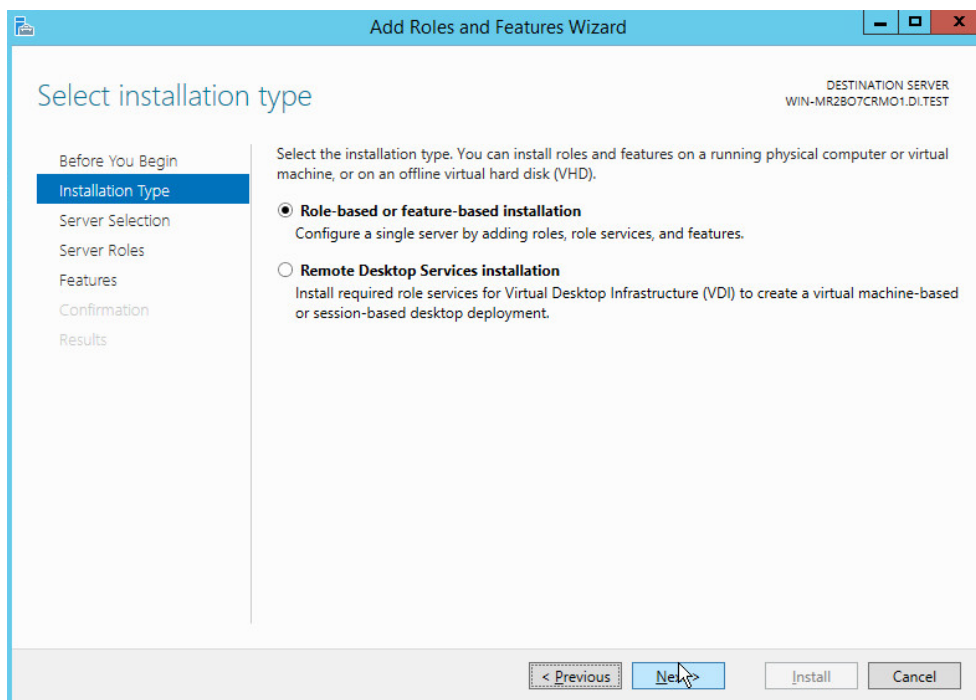 Add Roles and Features Wizard
x
Select installation type
DESTINATION SERVER
WIN-MR2BO7CRMO1.DI.TEST
Before You Begin
Installation Type
Server Selection
Server Roles
Features
Confirmation
Results
Select the installation type. You can install roles and features on a running physical computer or virtual
machine, or on an offline virtual hard disk (VHD).
Role-based or feature-based installation
Configure a single server by adding roles, role services, and features.
Remote Desktop Services installation
Install required role services for Virtual Desktop Infrastructure (VDI) to create a virtual machine-based
or session-based desktop deployment.
< Previous
Next >
Install
Cancel